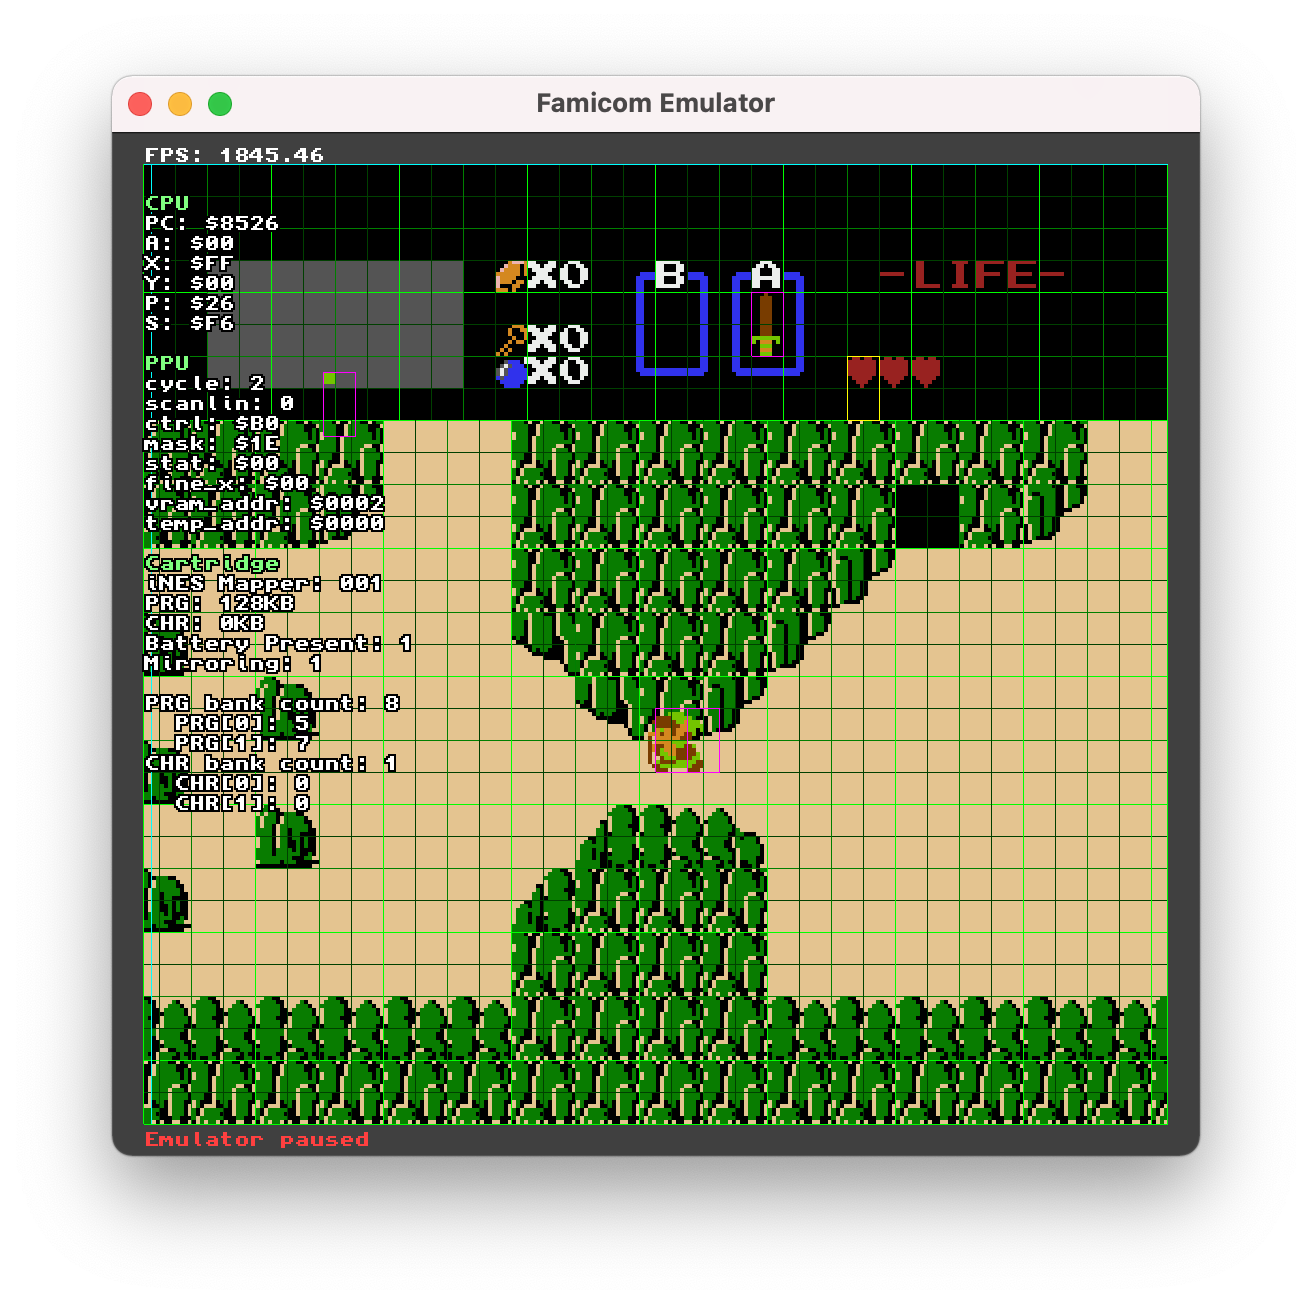 Famicom Emulator
FPS: 1845.46
CPU
PC: $8526
A: $00
X: $FF
Y: $00
P: $26
S: $F6
PPU
cycle: 2
scanlin: 0
ctrl: $B0
mask: $1E
stat: $00
fine_x: $00
vram_addr: $0002
temp_addr: $0000
Cartridge
iNES Mapper: 001
PRG: 128KB
CHR: 0KB
Battery Present: 1
Mirroring: 1
PRG bank count: 8
PRG[0]: 5
PRG[1]: 7
CHR bank count: 1
CHR[0]: 0
CHR[1]: 0
X0
X0
X0
B
A
-LIFE-
Emulator paused